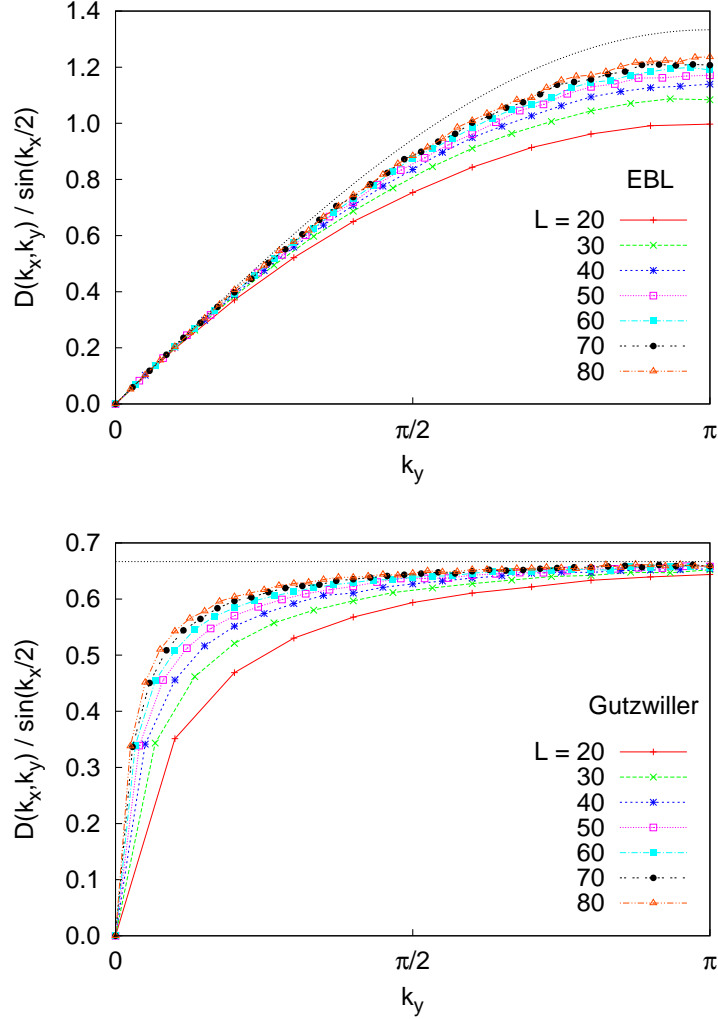 1.4
1.2
1.0
0.8
0.6
0.4
0.2
0.0
D(kx,ky) / sin(kx/2)
EBL
L = 20
30
40
50
60
70
80
0
π/2
π
ky
0.7
0.6
0.5
0.4
0.3
0.2
0.1
0.0
D(kx,ky) / sin(kx/2)
Gutzwiller
L = 20
30
40
50
60
70
80
0
π/2
π
ky